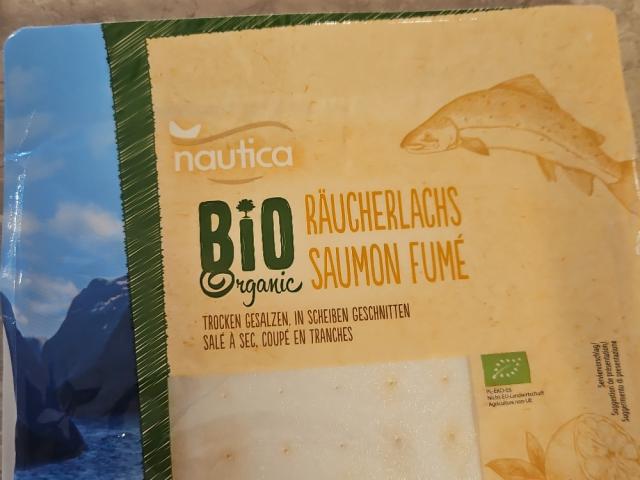 nautica
BiO
Organic
RÄUCHERLACHS
SAUMON FUMÉ
TROCKEN GESALZEN, IN SCHEIBEN GESCHNITTEN
SALÉ À SEC, COUPÉ EN TRANCHES
PL-EKO-
Nicht-EU-Landwirtschaft
Agriculture non-UE
Serviervorschlag/
Suggestion de présentation/
Suggerimento di presentazione